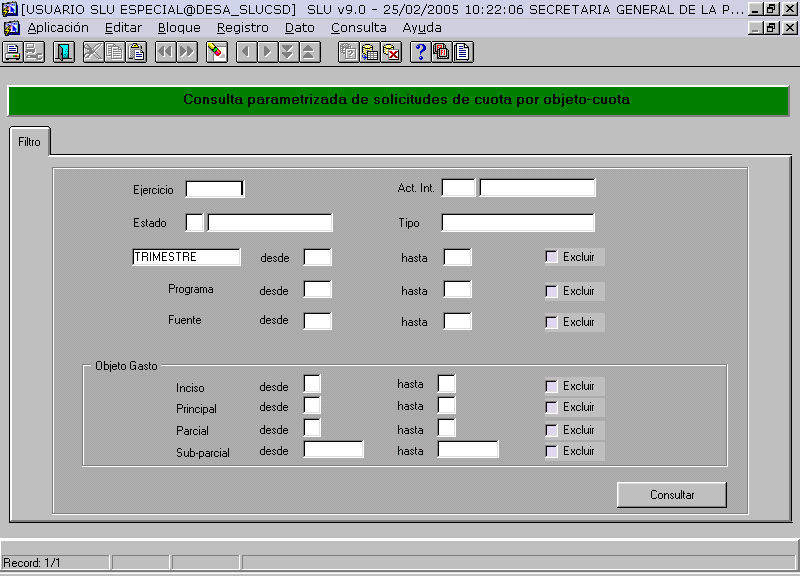 [USUARIO SLU ESPECIAL@DESA_SLUCSD]  SLU v9.0 - 25/02/2005 10:22:06 SECRETARIA GENERAL DE LA P...
Aplicación Editar Bloque Registro Dato Consulta Ayuda
Consulta parametrizada de solicitudes de cuota por objeto-cuota
Filtro
Ejercicio Act. Int.
Estado Tipo
TRIMESTRE desde hasta Excluir
Programa desde hasta Excluir
Fuente desde hasta Excluir
Objeto Gasto
Inciso desde hasta Excluir
Principal desde hasta Excluir
Parcial desde hasta Excluir
Sub-parcial desde hasta Excluir
Consultar
Record: 1/1